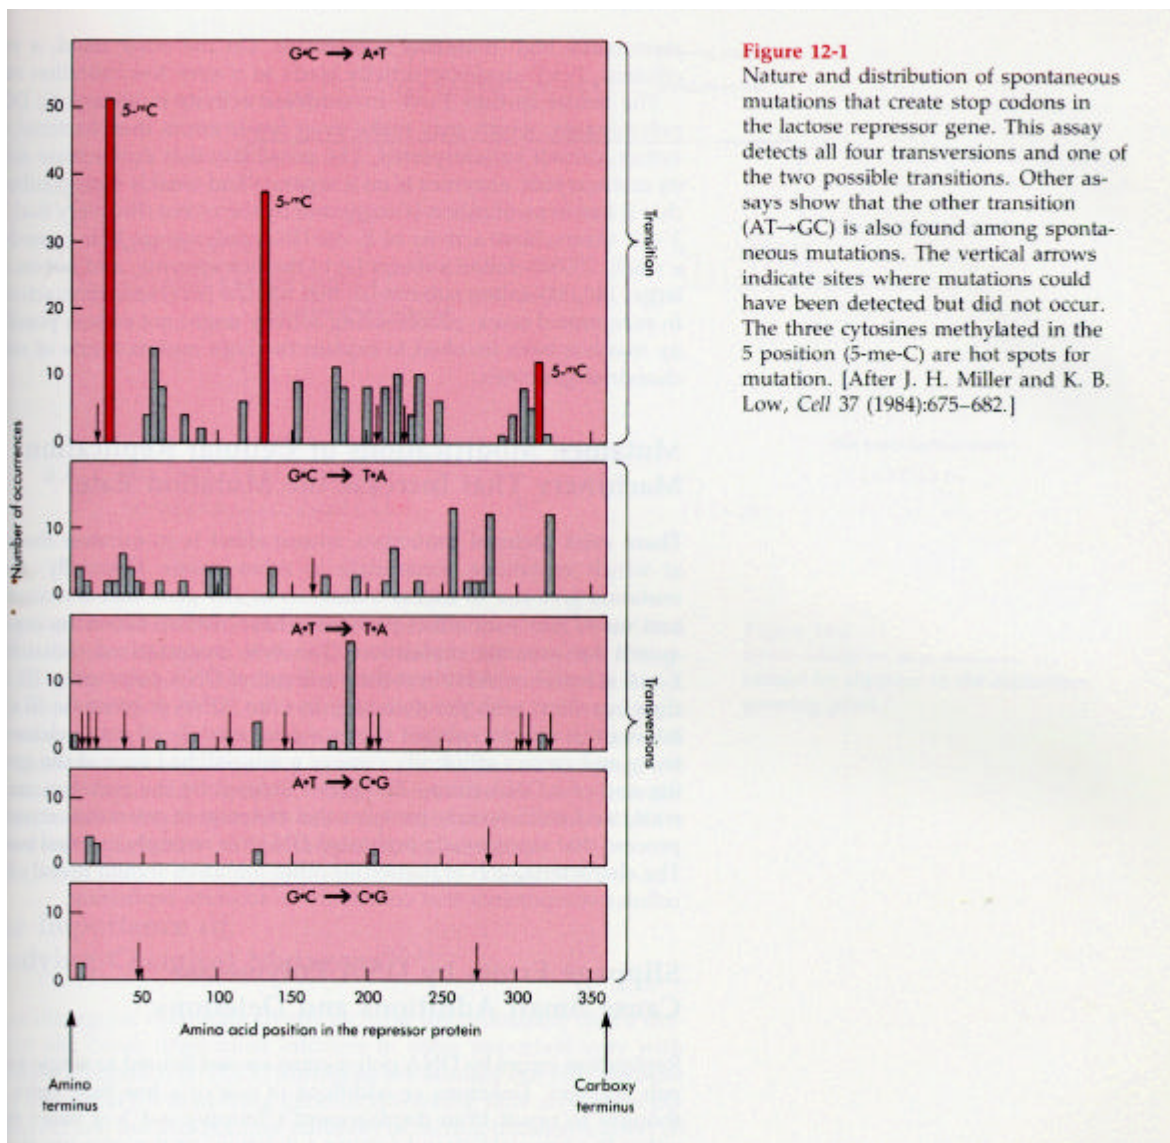 G•C → A•T
50
40
30
20
10
0
5-ᵐC
5-ᵐC
5-ᵐC
Transition
G•C → T•A
10
0
A•T → T•A
10
0
Transversions
A•T → C•G
10
0
G•C → C•G
10
0
Number of occurrences
50 100 150 200 250 300 350
Amino acid position in the repressor protein
Amino
terminus
Carboxy
terminus
Figure 12-1
Nature and distribution of spontaneous
mutations that create stop codons in
the lactose repressor gene. This assay
detects all four transversions and one of
the two possible transitions. Other as-
says show that the other transition
(AT→GC) is also found among sponta-
neous mutations. The vertical arrows
indicate sites where mutations could
have been detected but did not occur.
The three cytosines methylated in the
5 position (5-me-C) are hot spots for
mutation. [After J. H. Miller and K. B.
Low, Cell 37 (1984):675–682.]